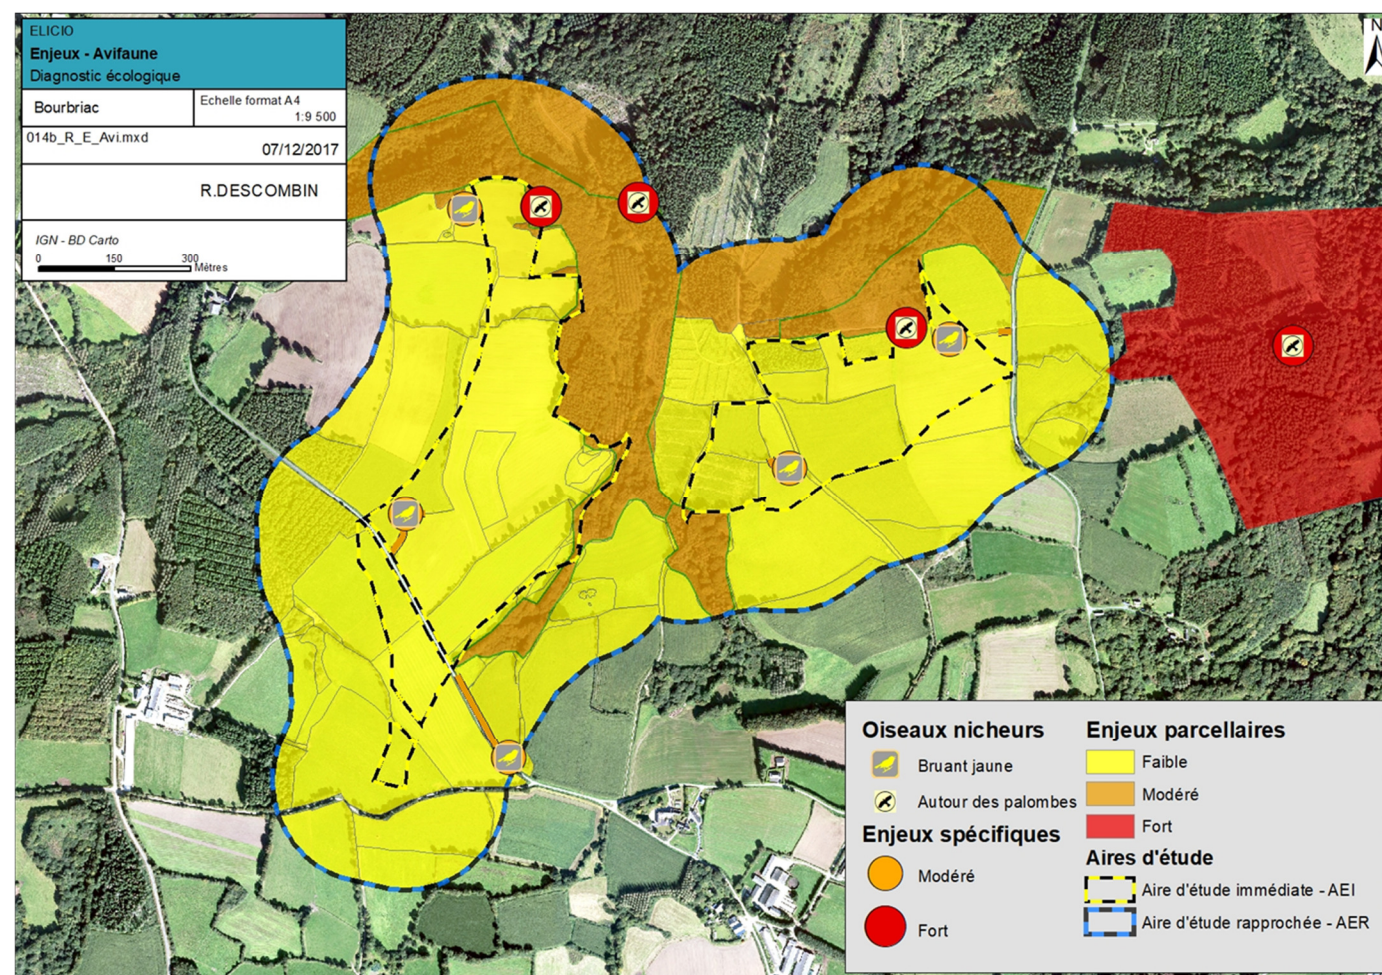 ELICIO
Enjeux - Avifaune
Diagnostic écologique
Bourbriac
Echelle format A4
1:9 500
014b_R_E_Avi.mxd
07/12/2017
R.DESCOMBIN
IGN - BD Carto
0 150 300
Mètres
N
Oiseaux nicheurs
Bruant jaune
Autour des palombes
Enjeux spécifiques
Modéré
Fort
Enjeux parcellaires
Faible
Modéré
Fort
Aires d'étude
Aire d'étude immédiate - AEI
Aire d'étude rapprochée - AER